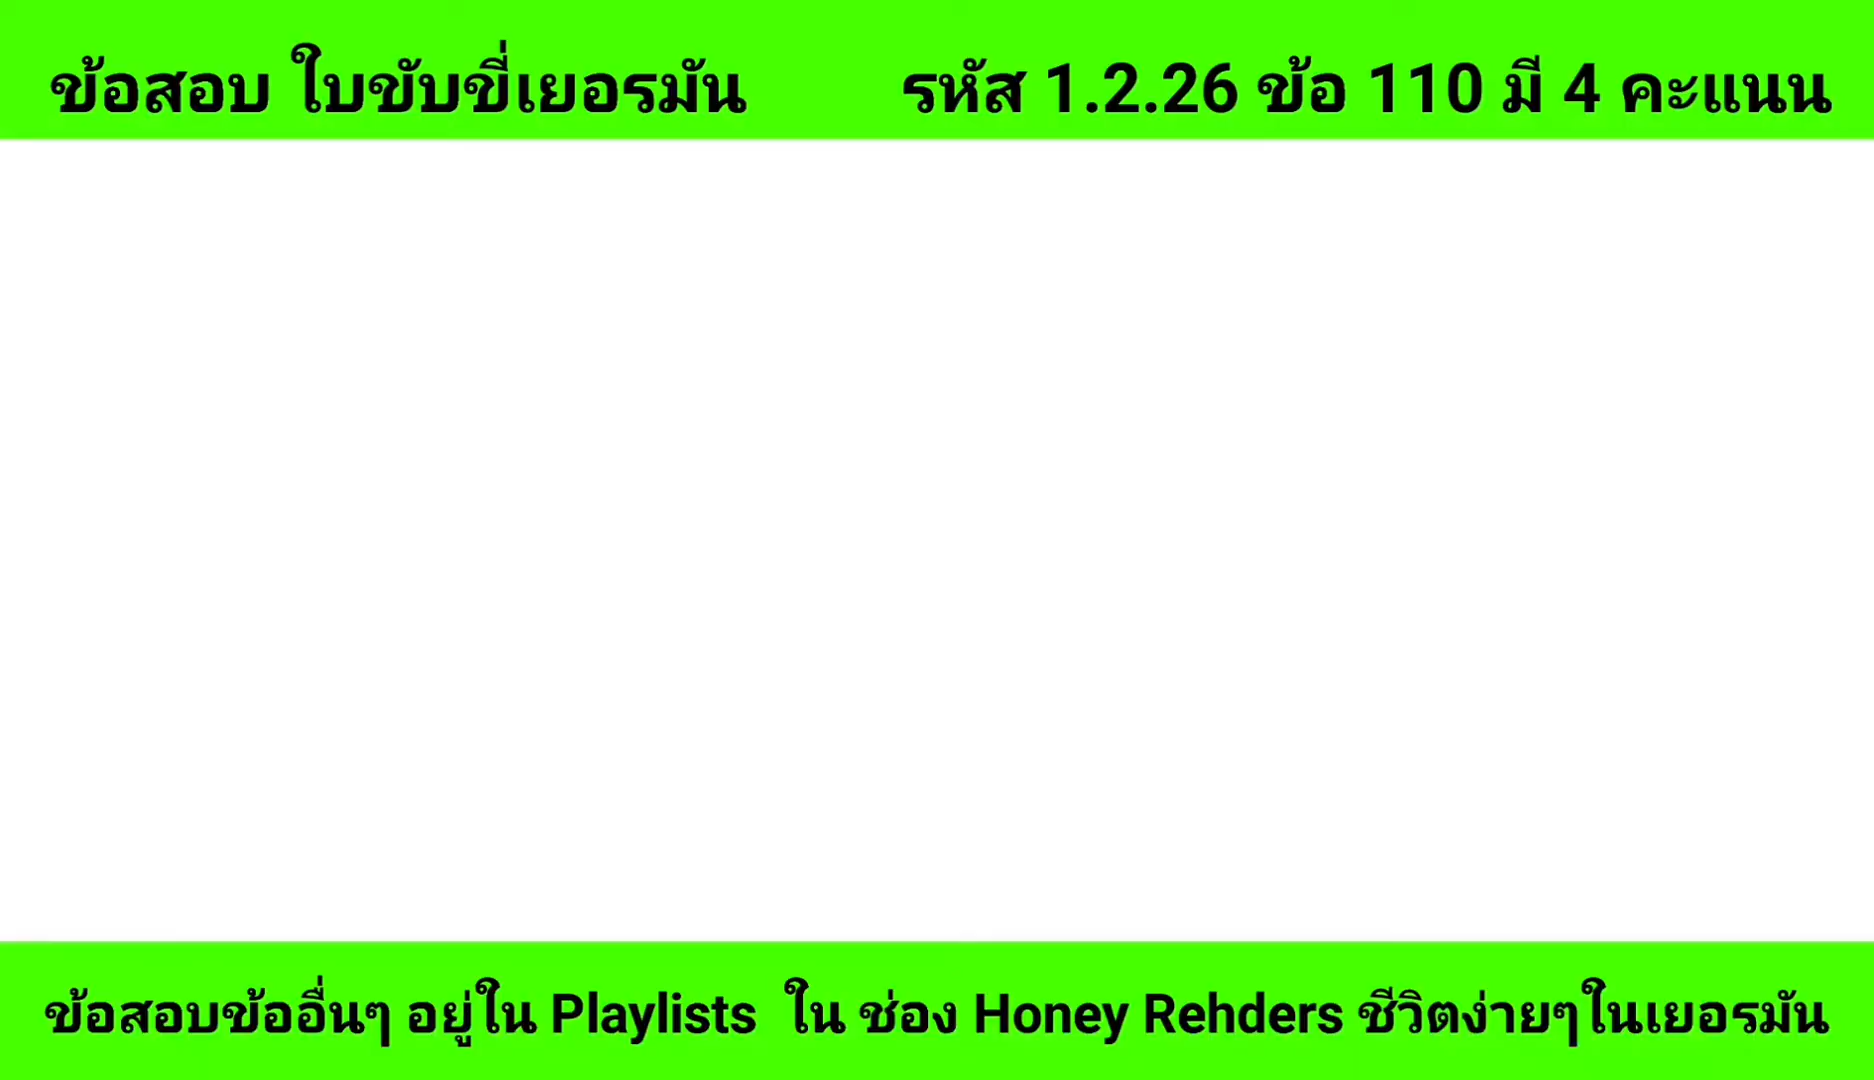 ข้อสอบ ใบขับขี่เยอรมัน รหัส 1.2.26 ข้อ 110 มี 4 คะแนน
ข้อสอบข้ออื่นๆ อยู่ใน Playlists ใน ช่อง Honey Rehders ชีวิตง่ายๆในเยอรมัน